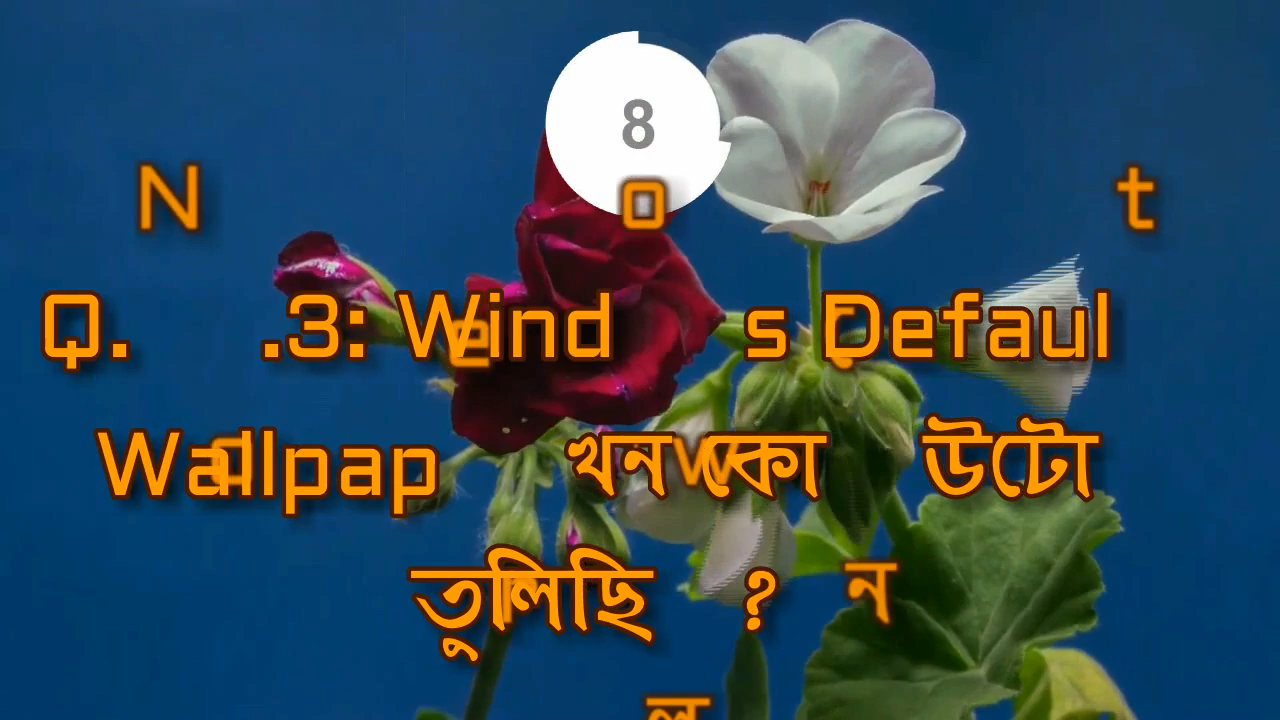 8
N o t
Q. .3: Wind s Defaul
Wallpap খন কো উটো
তুলিছি ? ন
ল